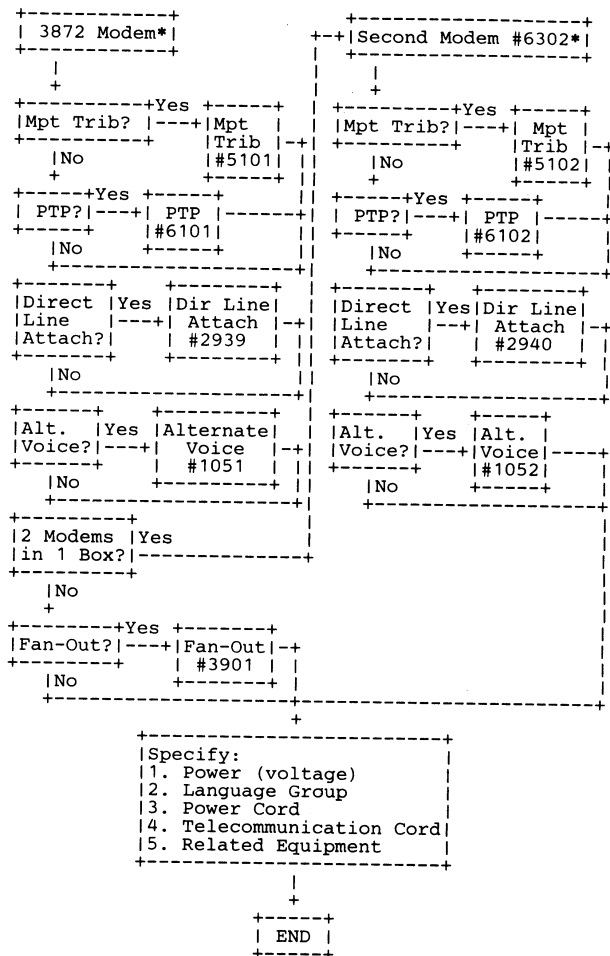 3872 Modem*
Mpt Trib?
Yes
Mpt
Trib
#5101
No
PTP?
Yes
PTP
#6101
No
Direct
Line
Attach?
Yes
Dir Line
Attach
#2939
No
Alt.
Voice?
Yes
Alternate
Voice
#1051
No
2 Modems
in 1 Box?
Yes
No
Fan-Out?
Yes
Fan-Out
#3901
No
Second Modem #6302*
Mpt Trib?
Yes
Mpt
Trib
#5102
No
PTP?
Yes
PTP
#6102
No
Direct
Line
Attach?
Yes
Dir Line
Attach
#2940
No
Alt.
Voice?
Yes
Alt.
Voice
#1052
No
Specify:
1. Power (voltage)
2. Language Group
3. Power Cord
4. Telecommunication Cord
5. Related Equipment
END